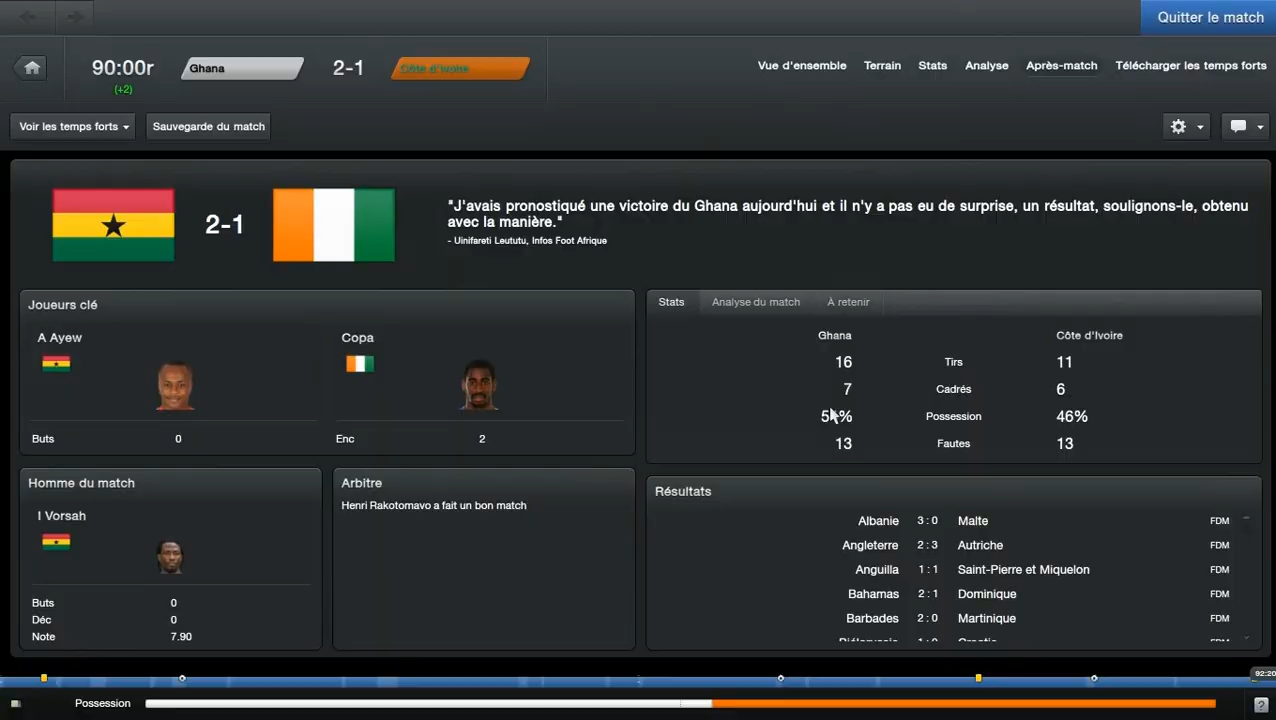 Quitter le match
90:00r
Ghana
2-1
Côte d'Ivoire
(+2)
Vue d'ensemble
Terrain
Stats
Analyse
Après-match
Télécharger les temps forts
Voir les temps forts
Sauvegarde du match
2-1
"J'avais pronostiqué une victoire du Ghana aujourd'hui et il n'y a pas eu de surprise, un résultat, soulignons-le, obtenu
avec la manière."
- Uinifareti Leututu, Infos Foot Afrique
Joueurs clé
A Ayew
Copa
Buts 0
Enc 2
Stats
Analyse du match
À retenir
Ghana Côte d'Ivoire
16 Tirs 11
7 Cadrés 6
Possession 46%
13 Fautes 13
Homme du match
I Vorsah
Buts 0
Déc 0
Note 7.90
Arbitre
Henri Rakotomavo a fait un bon match
Résultats
Albanie 3 : 0 Malte FDM
Angleterre 2 : 3 Autriche FDM
Anguilla 1 : 1 Saint-Pierre et Miquelon FDM
Bahamas 2 : 1 Dominique FDM
Barbades 2 : 0 Martinique FDM
92:20
Possession
?